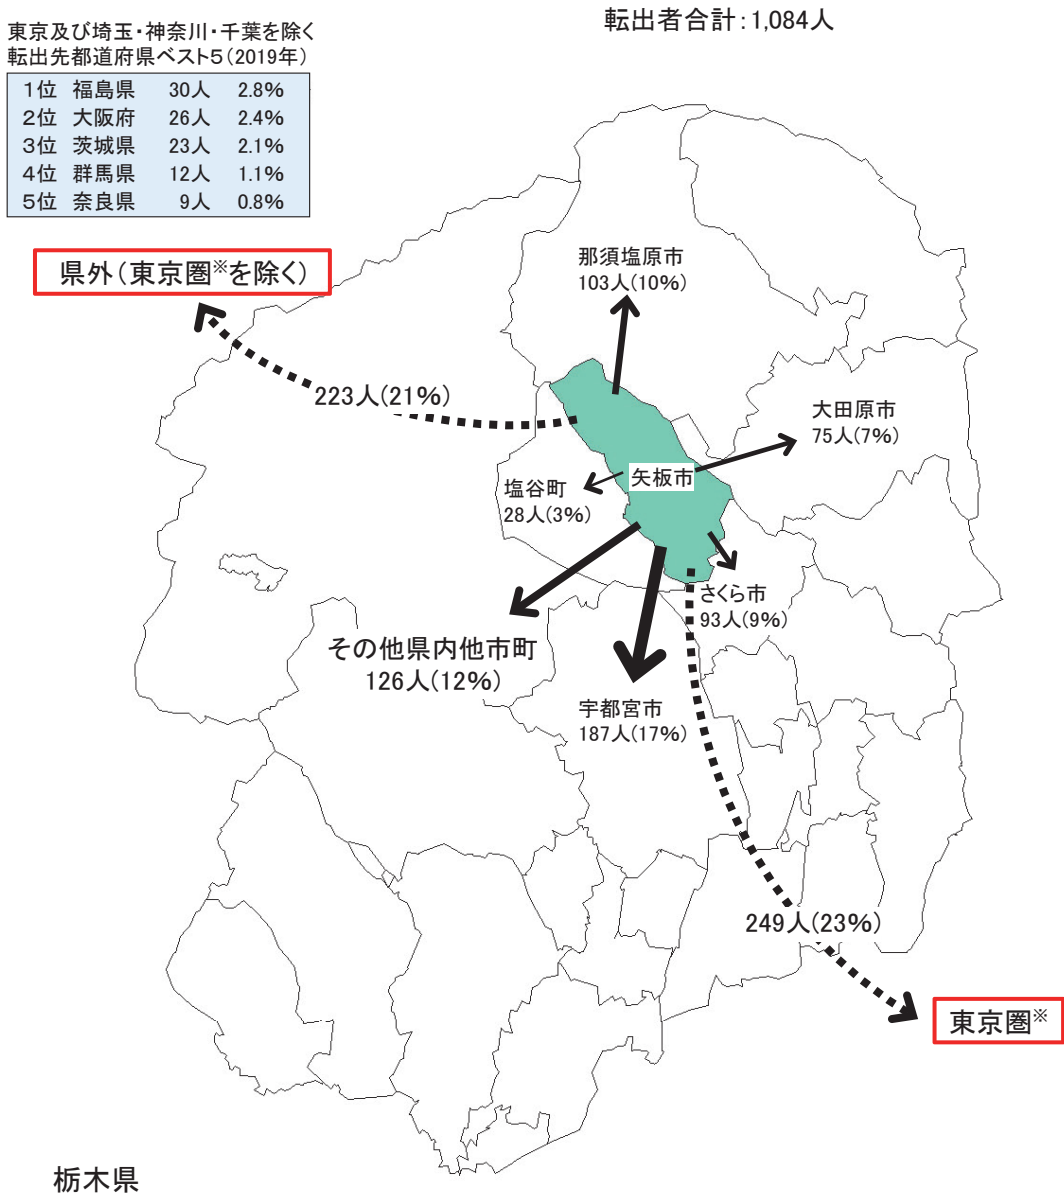 転出者合計：1,084人
東京及び埼玉・神奈川・千葉を除く
転出先都道府県ベスト5（2019年）
1位 福島県 30人 2.8%
2位 大阪府 26人 2.4%
3位 茨城県 23人 2.1%
4位 群馬県 12人 1.1%
5位 奈良県 9人 0.8%
県外（東京圏※を除く）
那須塩原市
103人(10%)
223人(21%)
大田原市
75人(7%)
矢板市
塩谷町
28人(3%)
さくら市
93人(9%)
その他県内他市町
126人(12%)
宇都宮市
187人(17%)
249人(23%)
東京圏※
栃木県